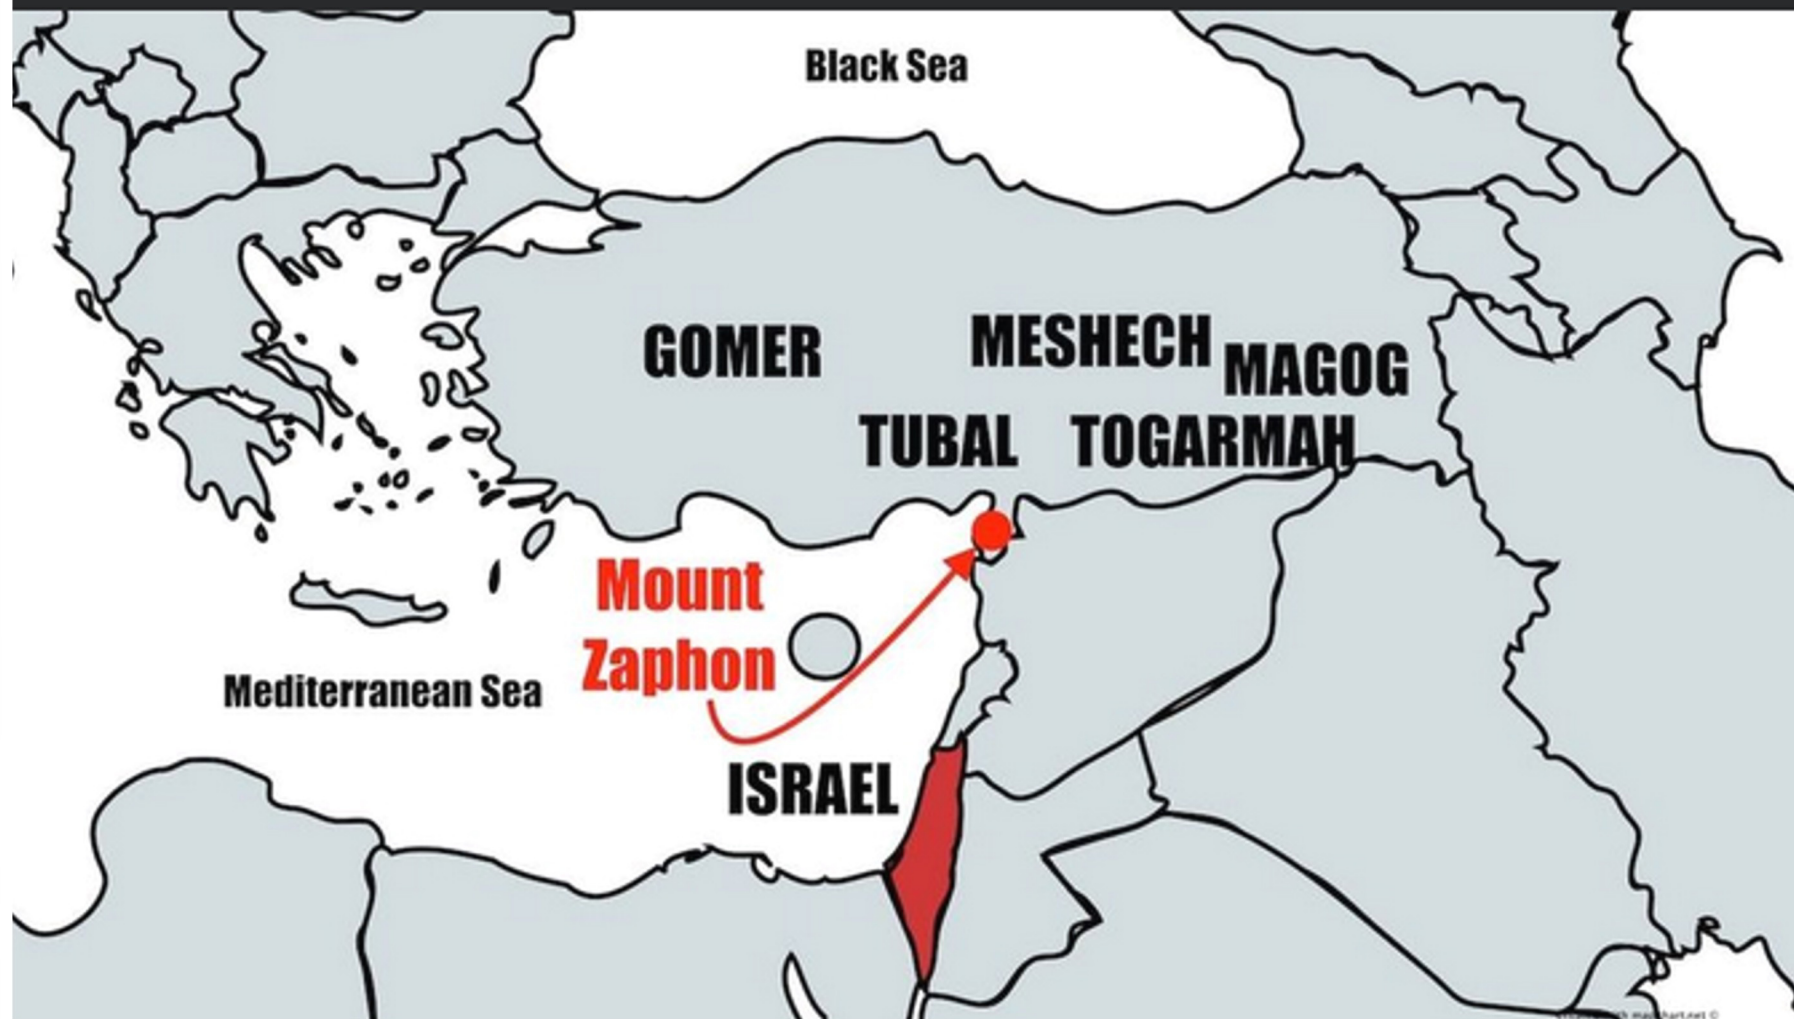 Black Sea
GOMER
MESHECH
MAGOG
TUBAL
TOGARMAH
Mount
Zaphon
Mediterranean Sea
ISRAEL